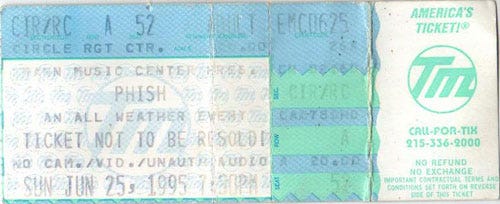 CIR/RC A 52 EMC0625
CIRCLE RGT CTR.
MANN MUSIC CENTER PRES.
PHISH
AN ALL WEATHER EVENT
TICKET NOT TO BE RESOLD!
NO CAM./VID./UNAUTH AUDIO
SUN JUN 25, 1995 7:30PM
CIR/RC
A
A 20.00
52
AMERICA'S
TICKET!®
TM
CALL-FOR-TIX
215-336-2000
NO REFUND
NO EXCHANGE
IMPORTANT CONTRACTUAL TERMS AND
CONDITIONS SET FORTH ON REVERSE
SIDE OF THIS TICKET